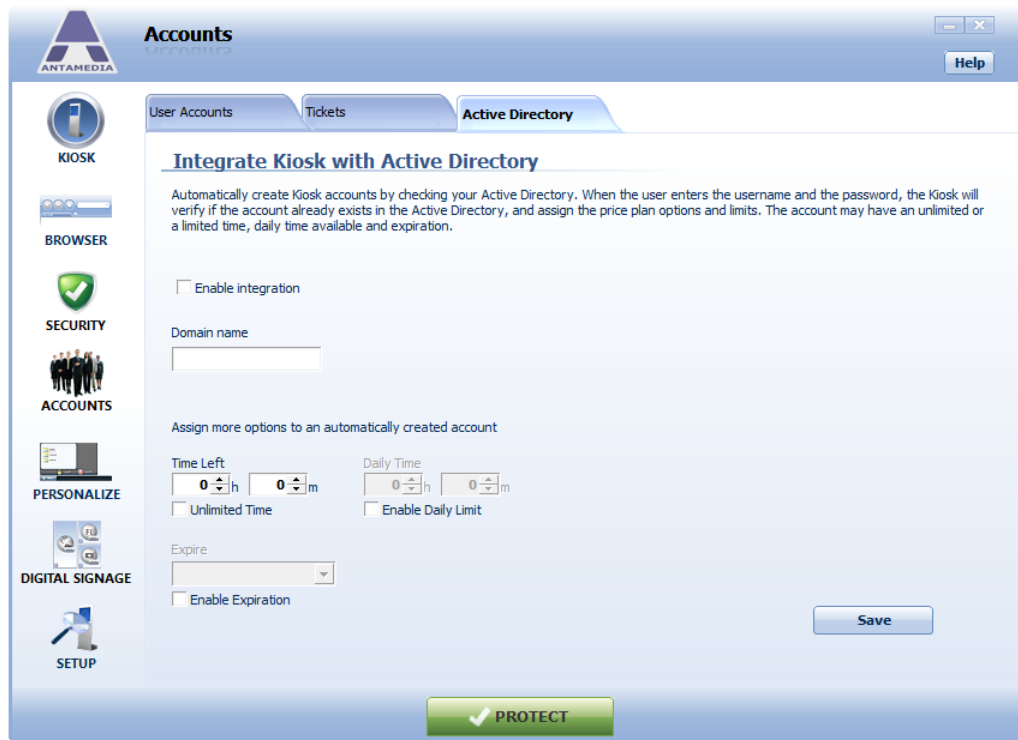 ANTAMEDIA
Accounts
Help
KIOSK
BROWSER
SECURITY
ACCOUNTS
PERSONALIZE
DIGITAL SIGNAGE
SETUP
User Accounts Tickets Active Directory
Integrate Kiosk with Active Directory
Automatically create Kiosk accounts by checking your Active Directory. When the user enters the username and the password, the Kiosk will
verify if the account already exists in the Active Directory, and assign the price plan options and limits. The account may have an unlimited or
a limited time, daily time available and expiration.
Enable integration
Domain name
Assign more options to an automatically created account
Time Left Daily Time
0 h 0 m 0 h 0 m
Unlimited Time Enable Daily Limit
Expire
Enable Expiration
Save
PROTECT